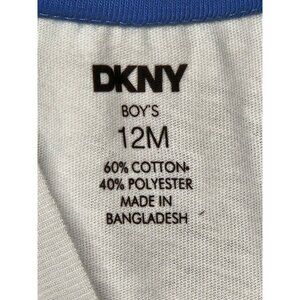 DKNY
BOY'S
12M
60% COTTON
40% POLYESTER
MADE IN
BANGLADESH